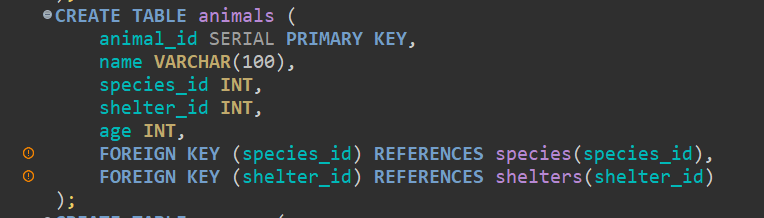 CREATE TABLE animals (
animal_id SERIAL PRIMARY KEY,
name VARCHAR(100),
species_id INT,
shelter_id INT,
age INT,
FOREIGN KEY (species_id) REFERENCES species(species_id),
FOREIGN KEY (shelter_id) REFERENCES shelters(shelter_id)
);